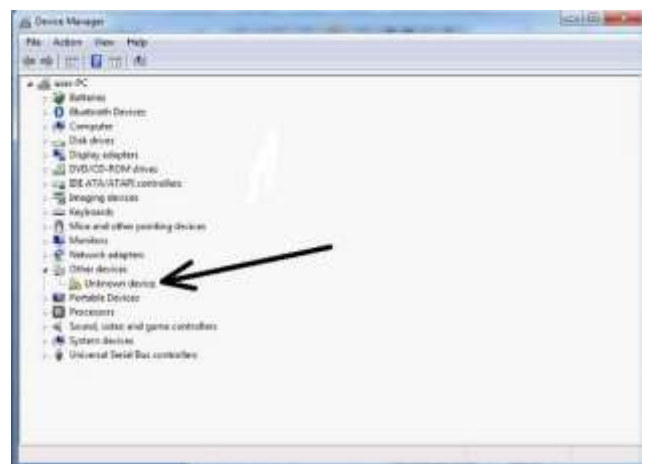 Device Manager
File Action View Help
user-PC
Batteries
Bluetooth Devices
Computer
Disk drives
Display adapters
DVD/CD-ROM drives
IDE ATA/ATAPI controllers
Imaging devices
Keyboards
Mice and other pointing devices
Monitors
Network adapters
Other devices
Unknown device
Portable Devices
Processors
Sound, video and game controllers
System devices
Universal Serial Bus controllers